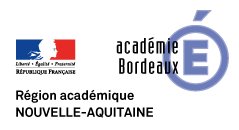 académie
Bordeaux
É
Liberté • Égalité • Fraternité
RÉPUBLIQUE FRANÇAISE
Région académique
NOUVELLE-AQUITAINE